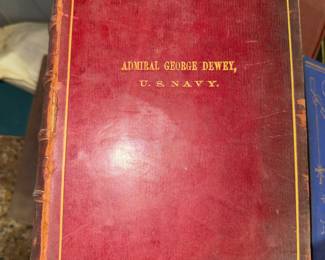 ADMIRAL GEORGE DEWEY,
U. S. NAVY.